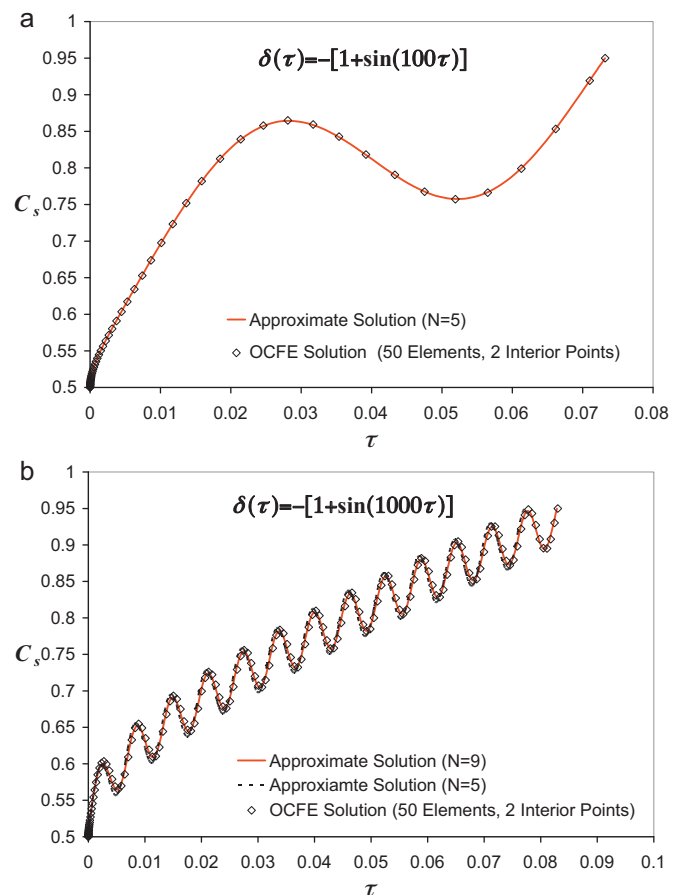 a
1
0.95
δ(τ)=-[1+sin(100τ)]
0.9
0.85
0.8
0.75
C_s
0.7
0.65
0.6
Approximate Solution (N=5)
0.55
OCFE Solution (50 Elements, 2 Interior Points)
0.5
0 0.01 0.02 0.03 0.04 0.05 0.06 0.07 0.08
τ
b
1
0.95
δ(τ)=-[1+sin(1000τ)]
0.9
0.85
0.8
0.75
C_s
0.7
0.65
0.6
Approximate Solution (N=9)
Approxiamte Solution (N=5)
0.55
OCFE Solution (50 Elements, 2 Interior Points)
0.5
0 0.01 0.02 0.03 0.04 0.05 0.06 0.07 0.08 0.09 0.1
τ